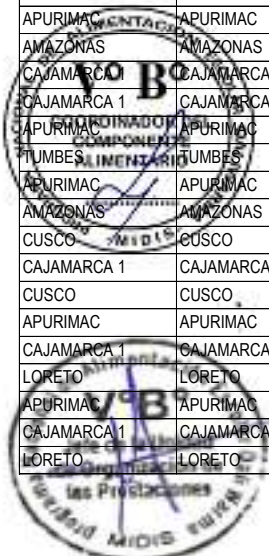 APURIMAC APURIMAC
AMAZONAS AMAZONAS
CAJAMARCA 1 CAJAMARCA
CAJAMARCA 1 CAJAMARCA
APURIMAC APURIMAC
TUMBES TUMBES
APURIMAC APURIMAC
AMAZONAS AMAZONAS
CUSCO CUSCO
CAJAMARCA 1 CAJAMARCA
CUSCO CUSCO
APURIMAC APURIMAC
CAJAMARCA 1 CAJAMARCA
LORETO LORETO
APURIMAC APURIMAC
CAJAMARCA 1 CAJAMARCA
LORETO LORETO
V° B°
COORDINADOR
COMPONENTE
ALIMENTARIO
MIDIS
V° B°
Organización de
las Prestaciones
MIDIS